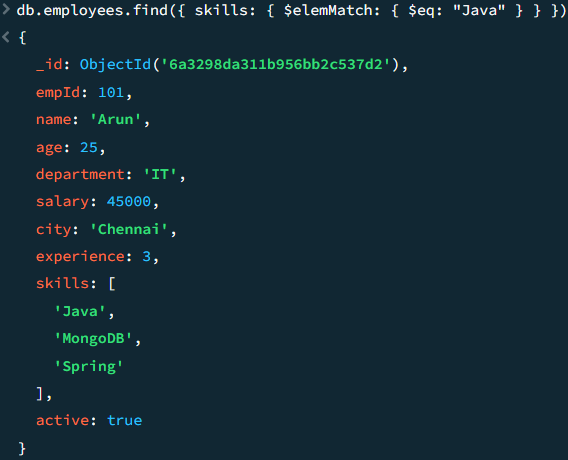 > db.employees.find({ skills: { $elemMatch: { $eq: "Java" } } })
< {
_id: ObjectId('6a3298da311b956bb2c537d2'),
empId: 101,
name: 'Arun',
age: 25,
department: 'IT',
salary: 45000,
city: 'Chennai',
experience: 3,
skills: [
'Java',
'MongoDB',
'Spring'
],
active: true
}